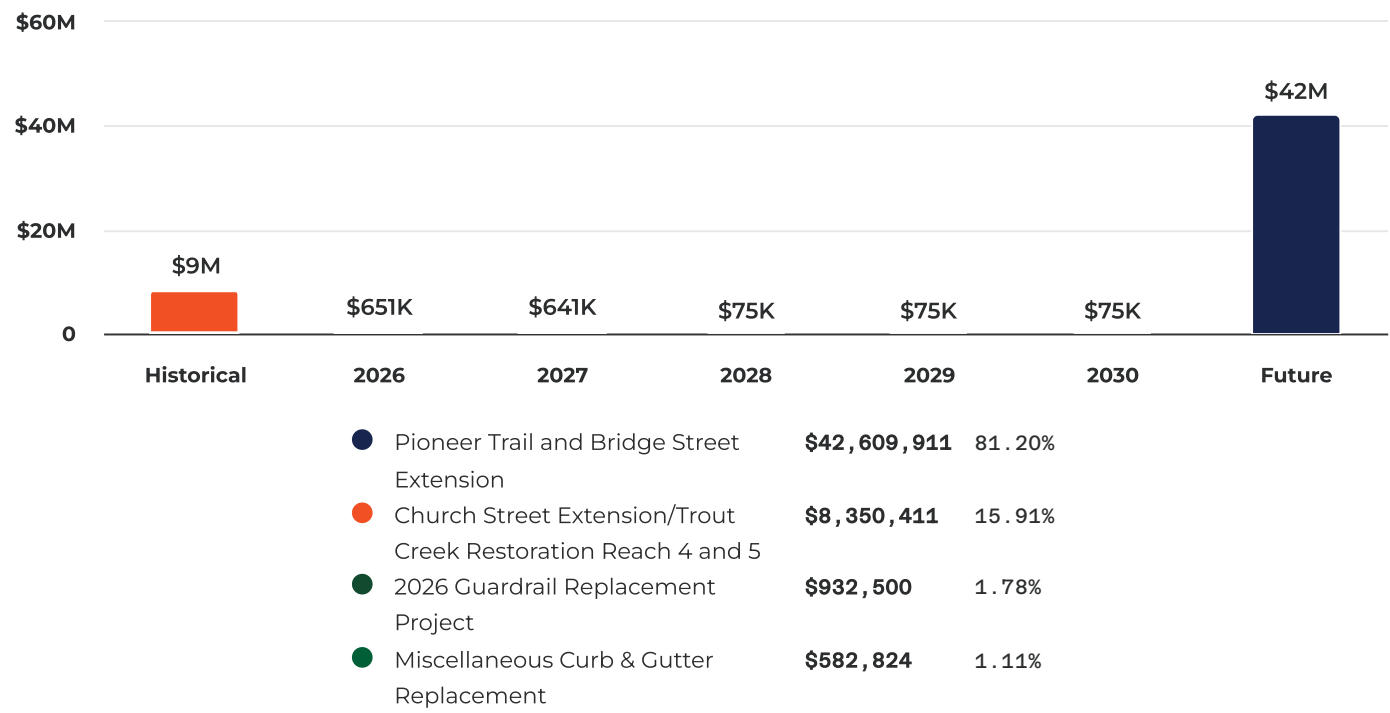 $60M
$42M
$40M
$20M
$9M
$651K $641K $75K $75K $75K
0
Historical 2026 2027 2028 2029 2030 Future
Pioneer Trail and Bridge Street $42,609,911 81.20%
Extension
Church Street Extension/Trout $8,350,411 15.91%
Creek Restoration Reach 4 and 5
2026 Guardrail Replacement $932,500 1.78%
Project
Miscellaneous Curb & Gutter $582,824 1.11%
Replacement